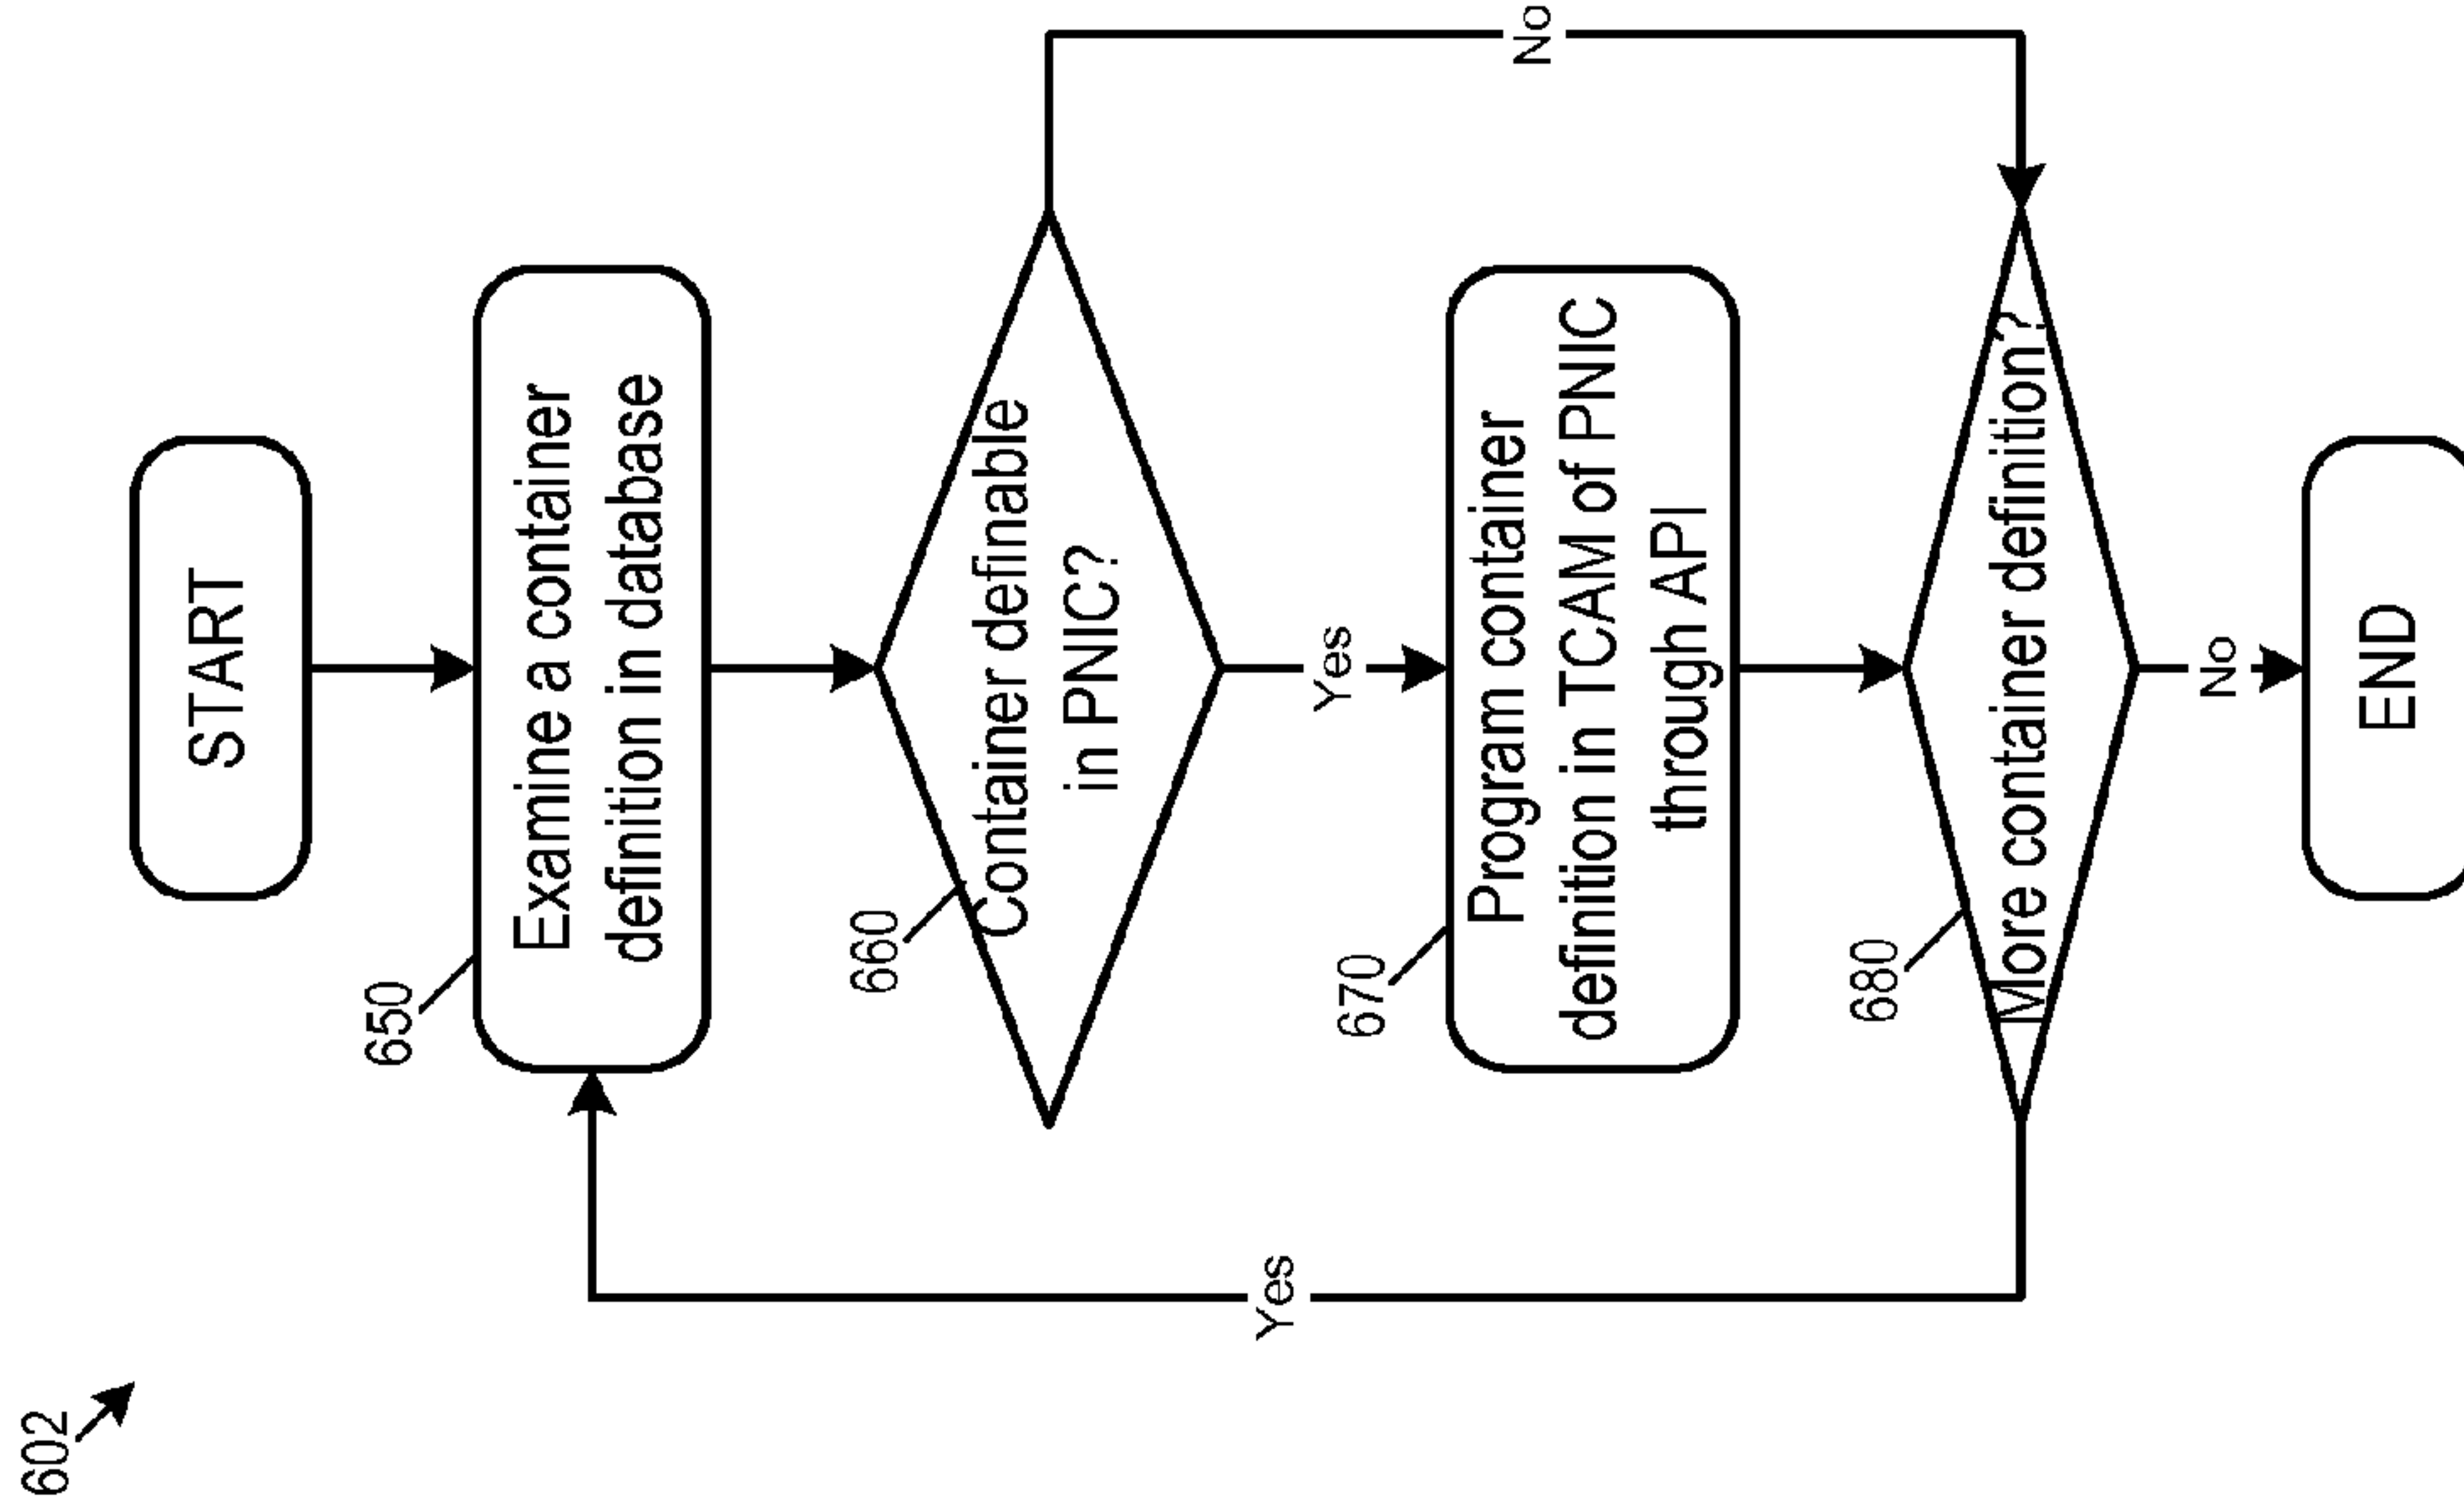 602
START
650
Examine a container
definition in database
660
Container definable
in PNIC?
No
Yes
670
Program container
definition in TCAM of PNIC
through API
680
More container definition?
Yes
No
END